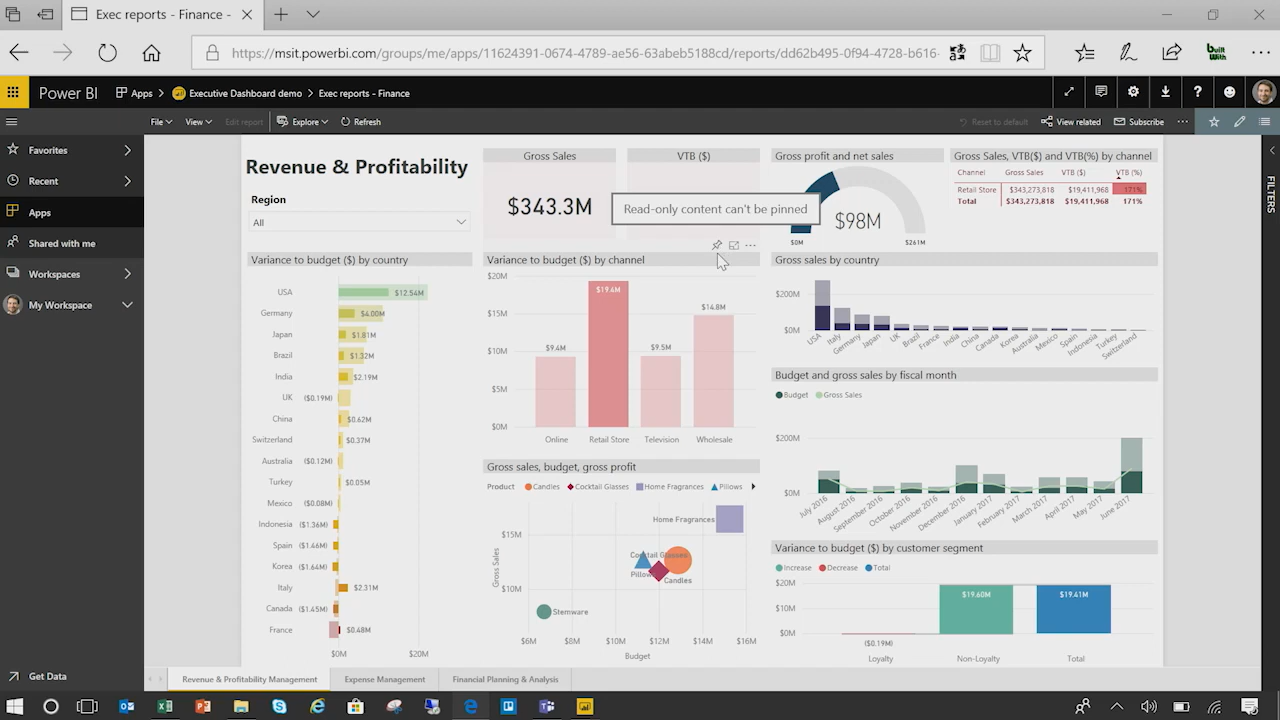 Exec reports - Finance
https://msit.powerbi.com/groups/me/apps/11624391-0674-4789-ae56-63abeb5188cd/reports/dd62b495-0f94-4728-b616-
built With
Power BI
Apps > Executive Dashboard demo > Exec reports - Finance
File View Edit report Explore Refresh Reset to default View related Subscribe
Favorites
Recent
Apps
Shared with me
Workspaces
My Workspace
Get Data
Revenue & Profitability
Region
All
Gross Sales
$343.3M
VTB ($)
Read-only content can't be pinned
Gross profit and net sales
$98M
$0M
$261M
Gross Sales, VTB($) and VTB(%) by channel
Channel Gross Sales VTB ($) VTB (%)
Retail Store $343,273,818 $19,411,968 171%
Total $343,273,818 $19,411,968 171%
FILTERS
Variance to budget ($) by country
USA $12.54M
Germany $4.00M
Japan $1.81M
Brazil $1.32M
India $2.19M
UK ($0.19M)
China $0.62M
Switzerland $0.37M
Australia ($0.12M)
Turkey $0.05M
Mexico ($0.08M)
Indonesia ($1.36M)
Spain ($1.46M)
Korea ($1.64M)
Italy $2.31M
Canada ($1.45M)
France $0.48M
$0M $20M
Variance to budget ($) by channel
$20M
$15M
$10M
$5M
$0M
$9.4M
$19.4M
$9.5M
$14.8M
Online Retail Store Television Wholesale
Gross sales, budget, gross profit
Product Candles Cocktail Glasses Home Fragrances Pillows
Gross Sales
$15M
$10M
Home Fragrances
Cocktail Glasses
Pillows
Candles
Stemware
$6M $8M $10M $12M $14M $16M
Budget
Gross sales by country
$200M
$0M
USA Italy Germany Japan UK Brazil France India China Canada Korea Australia Mexico Spain Indonesia Turkey Switzerland
Budget and gross sales by fiscal month
Budget Gross Sales
$200M
$0M
July 2016 August 2016 September 2016 October 2016 November 2016 December 2016 January 2017 February 2017 March 2017 April 2017 May 2017 June 2017
Variance to budget ($) by customer segment
Increase Decrease Total
$20M
$10M
$0M
($0.19M)
$19.60M
$19.41M
Loyalty Non-Loyalty Total
Revenue & Profitability Management Expense Management Financial Planning & Analysis